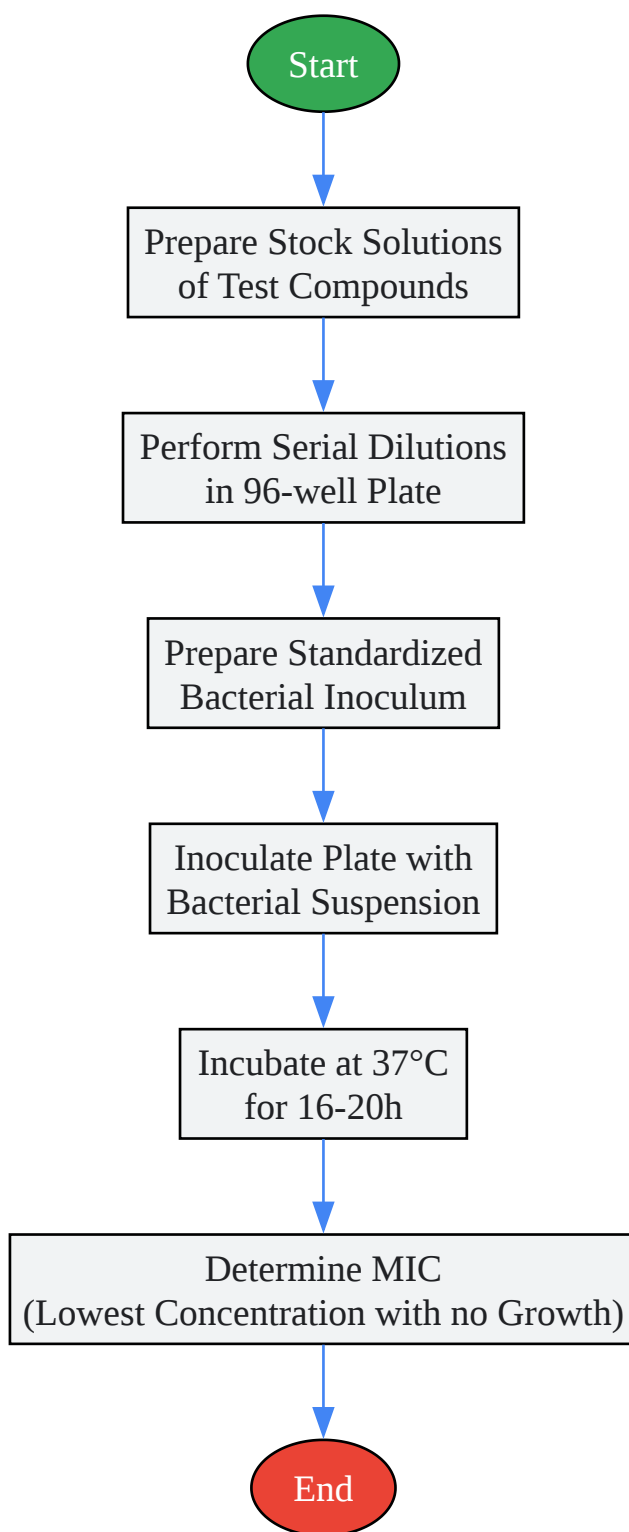 Start
Prepare Stock Solutions
of Test Compounds
Perform Serial Dilutions
in 96-well Plate
Prepare Standardized
Bacterial Inoculum
Inoculate Plate with
Bacterial Suspension
Incubate at 37°C
for 16-20h
Determine MIC
(Lowest Concentration with no Growth)
End